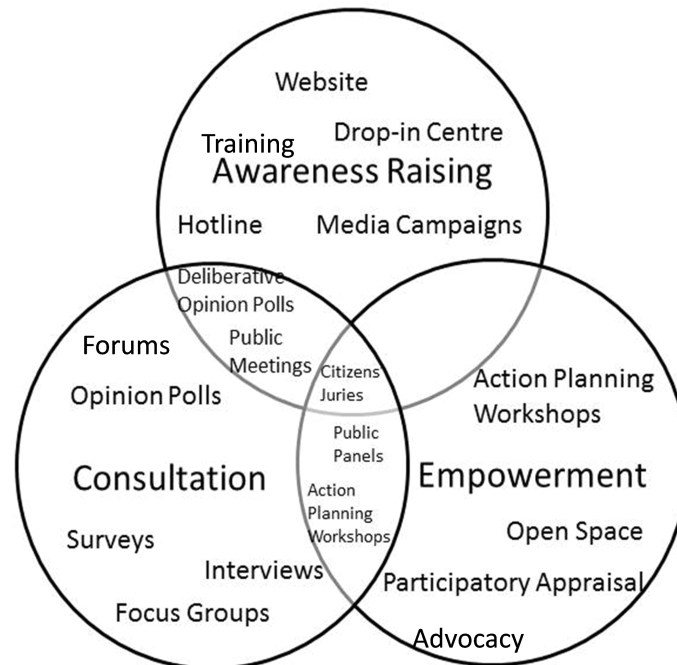 Website
Training
Drop-in Centre
Awareness Raising
Hotline
Media Campaigns
Deliberative
Opinion Polls
Public
Meetings
Citizens'
Juries
Forums
Opinion Polls
Consultation
Surveys
Interviews
Focus Groups
Public
Panels
Action
Planning
Workshops
Action Planning
Workshops
Empowerment
Open Space
Participatory Appraisal
Advocacy